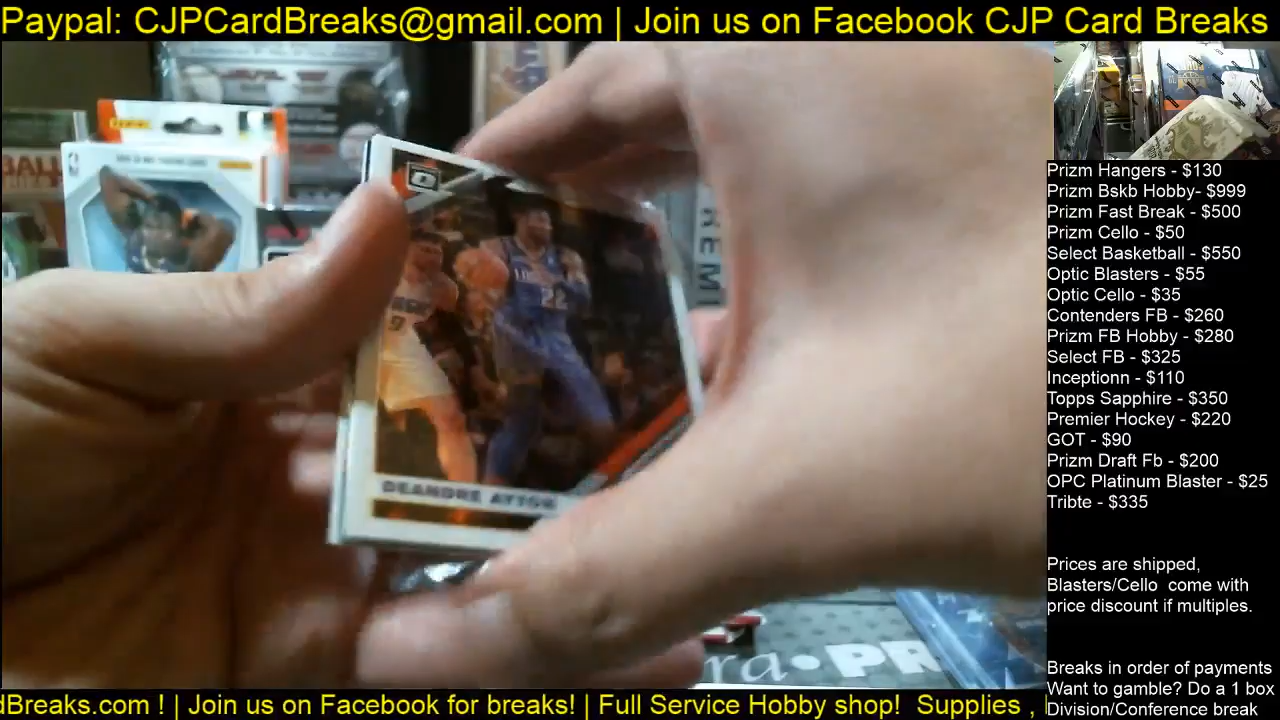 Paypal: CJPCardBreaks@gmail.com | Join us on Facebook CJP Card Breaks
DEANDRE AYTON
22
9
Prizm Hangers - $130
Prizm Bskb Hobby- $999
Prizm Fast Break - $500
Prizm Cello - $50
Select Basketball - $550
Optic Blasters - $55
Optic Cello - $35
Contenders FB - $260
Prizm FB Hobby - $280
Select FB - $325
Inceptionn - $110
Topps Sapphire - $350
Premier Hockey - $220
GOT - $90
Prizm Draft Fb - $200
OPC Platinum Blaster - $25
Tribte - $335
Prices are shipped,
Blasters/Cello come with
price discount if multiples.
Breaks in order of payments
Want to gamble? Do a 1 box
Division/Conference break
dBreaks.com ! | Join us on Facebook for breaks! | Full Service Hobby shop! Supplies ,